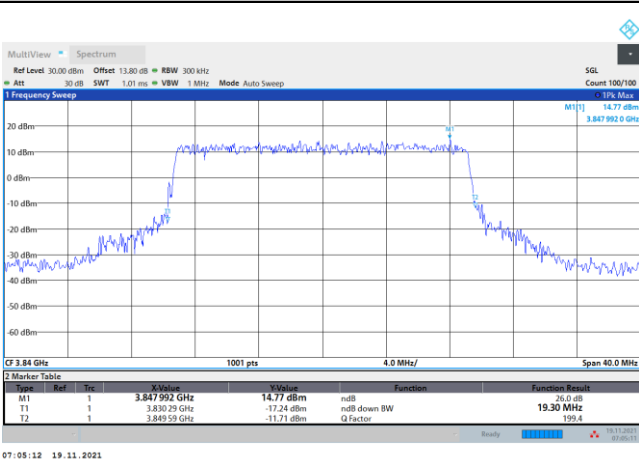 MultiView Spectrum
Ref Level 30.00 dBm Offset 13.80 dB RBW 300 kHz SGL
Att 30 dB SWT 1.01 ms VBW 1 MHz Mode Auto Sweep Count 100/100
1 Frequency Sweep 1Pk Max
M1[1] 14.77 dBm
3.847 992 0 GHz
20 dBm
M1
10 dBm
0 dBm
-10 dBm
T2
-20 dBm
-30 dBm
-40 dBm
-50 dBm
-60 dBm
CF 3.84 GHz 1001 pts 4.0 MHz/ Span 40.0 MHz
2 Marker Table
Type Ref Trc X-Value Y-Value Function Function Result
M1 1 3.847 992 GHz 14.77 dBm ndB 26.0 dB
T1 1 3.830 29 GHz -17.24 dBm ndB down BW 19.30 MHz
T2 1 3.849 59 GHz -11.71 dBm Q Factor 199.4
Ready 19.11.2021
07:05:11
07:05:12 19.11.2021